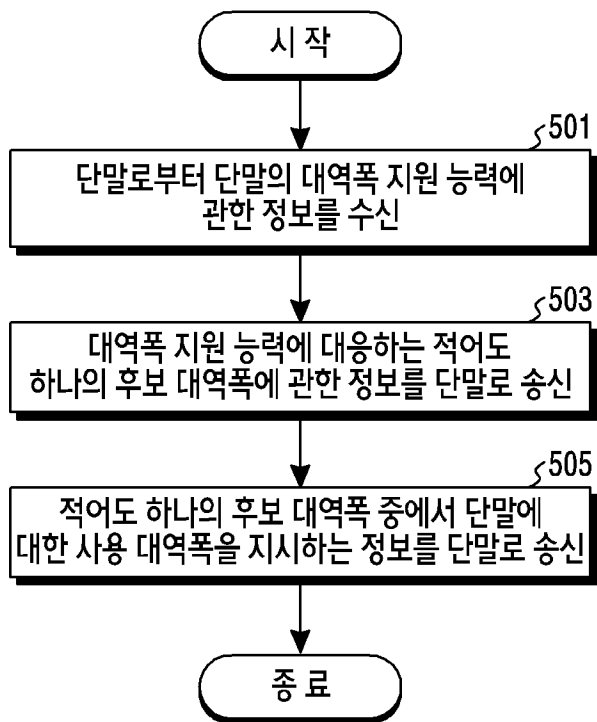 시 작
501
단말로부터 단말의 대역폭 지원 능력에
관한 정보를 수신
503
대역폭 지원 능력에 대응하는 적어도
하나의 후보 대역폭에 관한 정보를 단말로 송신
505
적어도 하나의 후보 대역폭 중에서 단말에
대한 사용 대역폭을 지시하는 정보를 단말로 송신
종 료